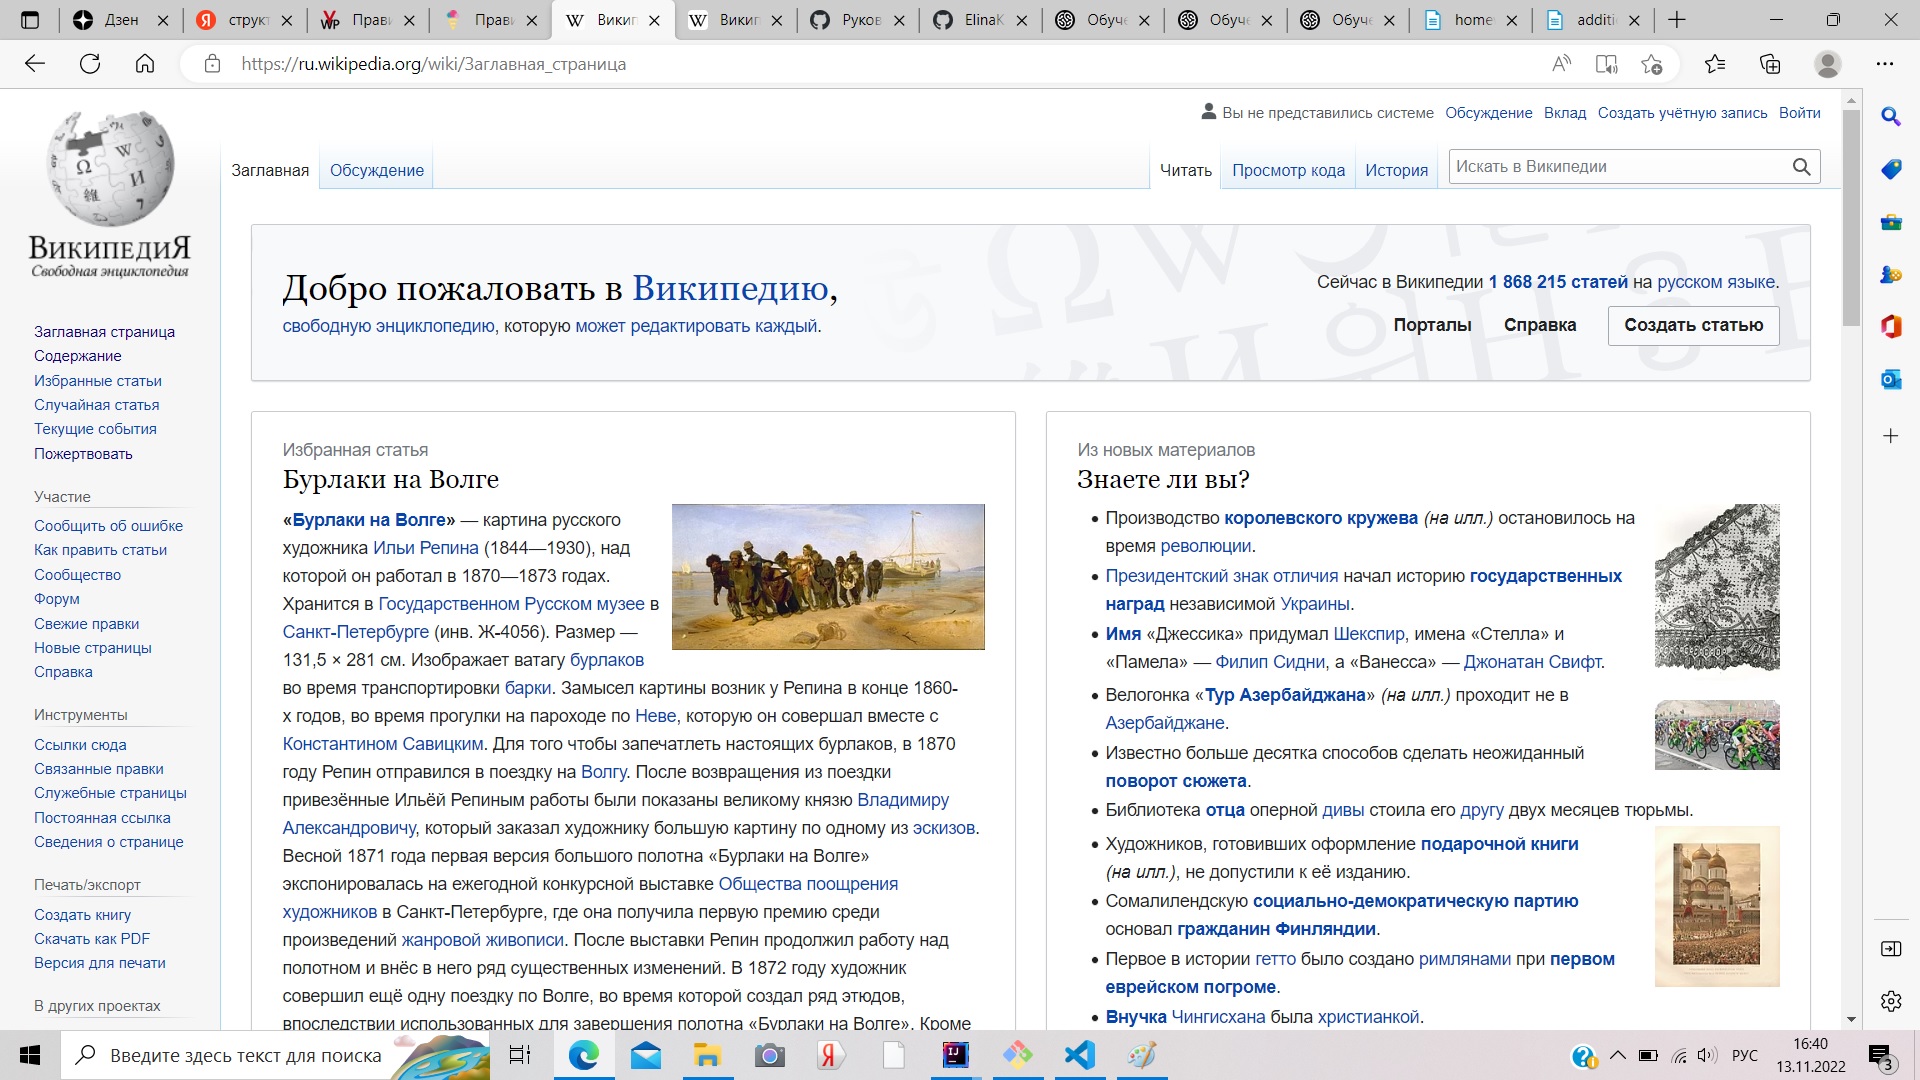 Дзен
струк
Прави
Прави
Викип
Викип
Руков
ElinaK
Обуче
Обуче
Обуче
home
additi
https://ru.wikipedia.org/wiki/Заглавная_страница
ВикипедиЯ
Свободная энциклопедия
Вы не представились системе Обсуждение Вклад Создать учётную запись Войти
Заглавная Обсуждение Читать Просмотр кода История Искать в Википедии
Добро пожаловать в Википедию,
свободную энциклопедию, которую может редактировать каждый.
Сейчас в Википедии 1 868 215 статей на русском языке.
Порталы Справка Создать статью
Заглавная страница
Содержание
Избранные статьи
Случайная статья
Текущие события
Пожертвовать
Участие
Сообщить об ошибке
Как править статьи
Сообщество
Форум
Свежие правки
Новые страницы
Справка
Инструменты
Ссылки сюда
Связанные правки
Служебные страницы
Постоянная ссылка
Сведения о странице
Печать/экспорт
Создать книгу
Скачать как PDF
Версия для печати
В других проектах
Избранная статья
Бурлаки на Волге
«Бурлаки на Волге» — картина русского
художника Ильи Репина (1844—1930), над
которой он работал в 1870—1873 годах.
Хранится в Государственном Русском музее в
Санкт-Петербурге (инв. Ж-4056). Размер —
131,5 × 281 см. Изображает ватагу бурлаков
во время транспортировки барки. Замысел картины возник у Репина в конце 1860-
х годов, во время прогулки на пароходе по Неве, которую он совершал вместе с
Константином Савицким. Для того чтобы запечатлеть настоящих бурлаков, в 1870
году Репин отправился в поездку на Волгу. После возвращения из поездки
привезённые Ильёй Репиным работы были показаны великому князю Владимиру
Александровичу, который заказал художнику большую картину по одному из эскизов.
Весной 1871 года первая версия большого полотна «Бурлаки на Волге»
экспонировалась на ежегодной конкурсной выставке Общества поощрения
художников в Санкт-Петербурге, где она получила первую премию среди
произведений жанровой живописи. После выставки Репин продолжил работу над
полотном и внёс в него ряд существенных изменений. В 1872 году художник
совершил ещё одну поездку по Волге, во время которой создал ряд этюдов,
впоследствии использованных для завершения полотна «Бурлаки на Волге». Кроме
Из новых материалов
Знаете ли вы?
Производство королевского кружева (на илл.) остановилось на
время революции.
Президентский знак отличия начал историю государственных
наград независимой Украины.
Имя «Джессика» придумал Шекспир, имена «Стелла» и
«Памела» — Филип Сидни, а «Ванесса» — Джонатан Свифт.
Велогонка «Тур Азербайджана» (на илл.) проходит не в
Азербайджане.
Известно больше десятка способов сделать неожиданный
поворот сюжета.
Библиотека отца оперной дивы стоила его другу двух месяцев тюрьмы.
Художников, готовивших оформление подарочной книги
(на илл.), не допустили к её изданию.
Сомалилендскую социально-демократическую партию
основал гражданин Финляндии.
Первое в истории гетто было создано римлянами при первом
еврейском погроме.
Внучка Чингисхана была христианкой.
Введите здесь текст для поиска
РУС
16:40
13.11.2022
3